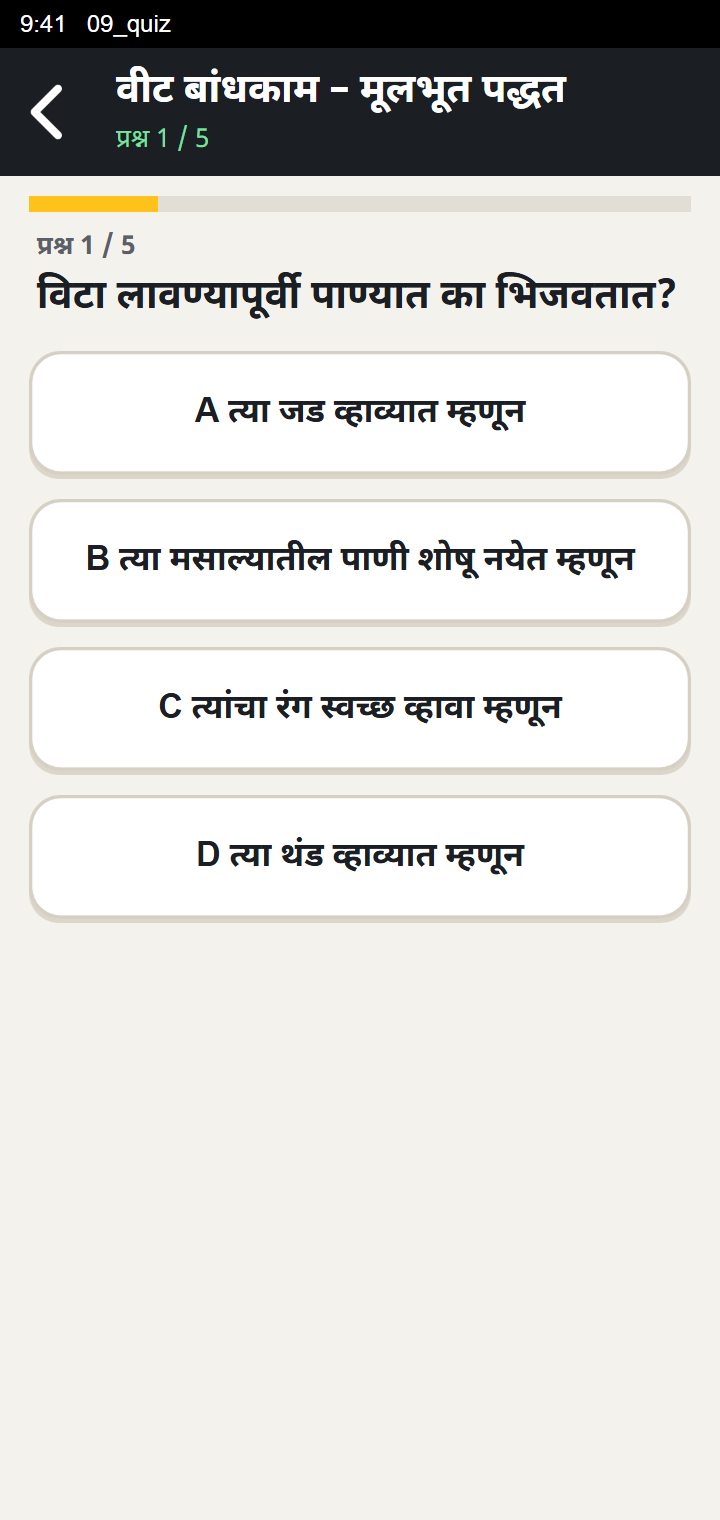 9:41 09_quiz
वीट बांधकाम – मूलभूत पद्धत
प्रश्न 1 / 5
प्रश्न 1 / 5
विटा लावण्यापूर्वी पाण्यात का भिजवतात?
A त्या जड व्हाव्यात म्हणून
B त्या मसाल्यातील पाणी शोषू नयेत म्हणून
C त्यांचा रंग स्वच्छ व्हावा म्हणून
D त्या थंड व्हाव्यात म्हणून